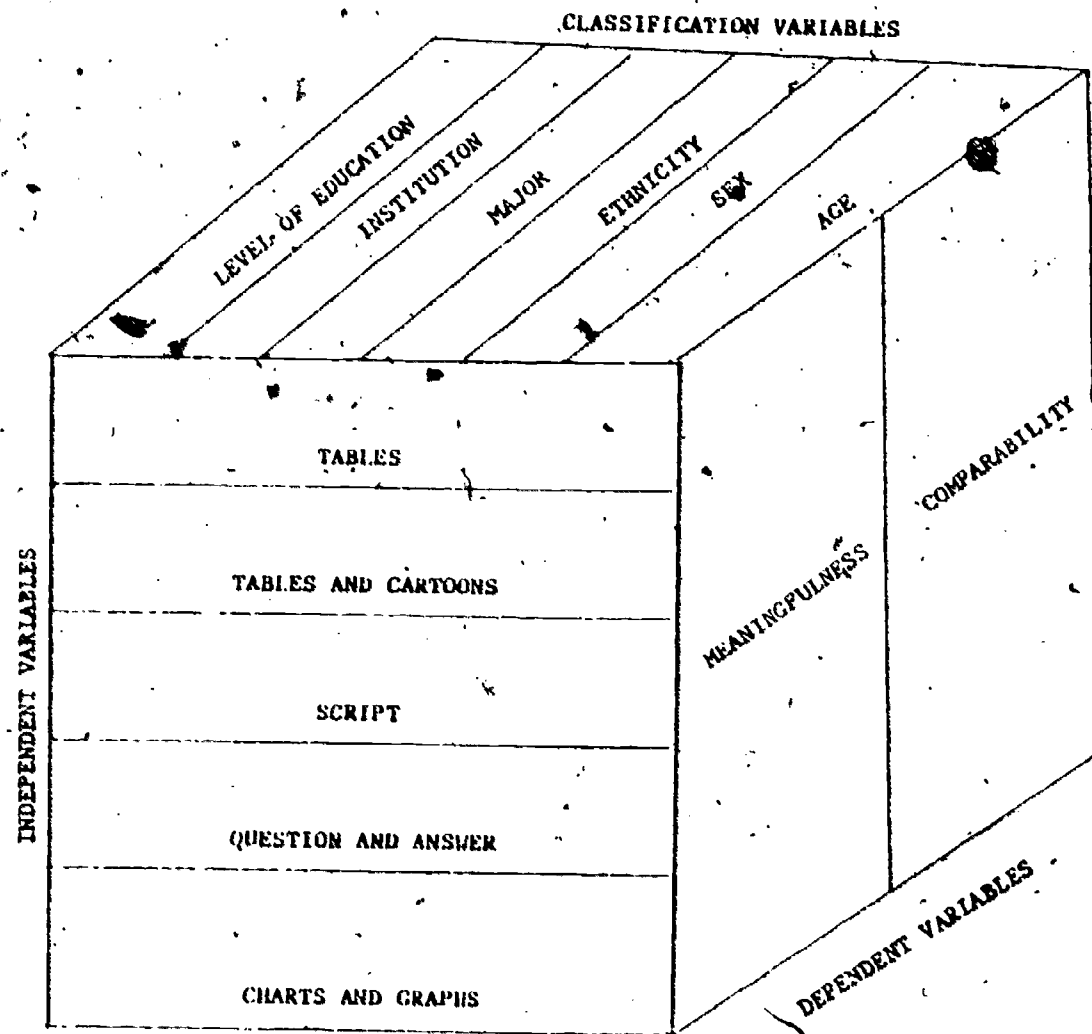 CLASSIFICATION VARIABLES
LEVEL OF EDUCATION
INSTITUTION
MAJOR
ETHNICITY
SEX
AGE
TABLES
TABLES AND CARTOONS
SCRIPT
QUESTION AND ANSWER
CHARTS AND GRAPHS
INDEPENDENT VARIABLES
MEANINGFULNESS
COMPARABILITY
DEPENDENT VARIABLES